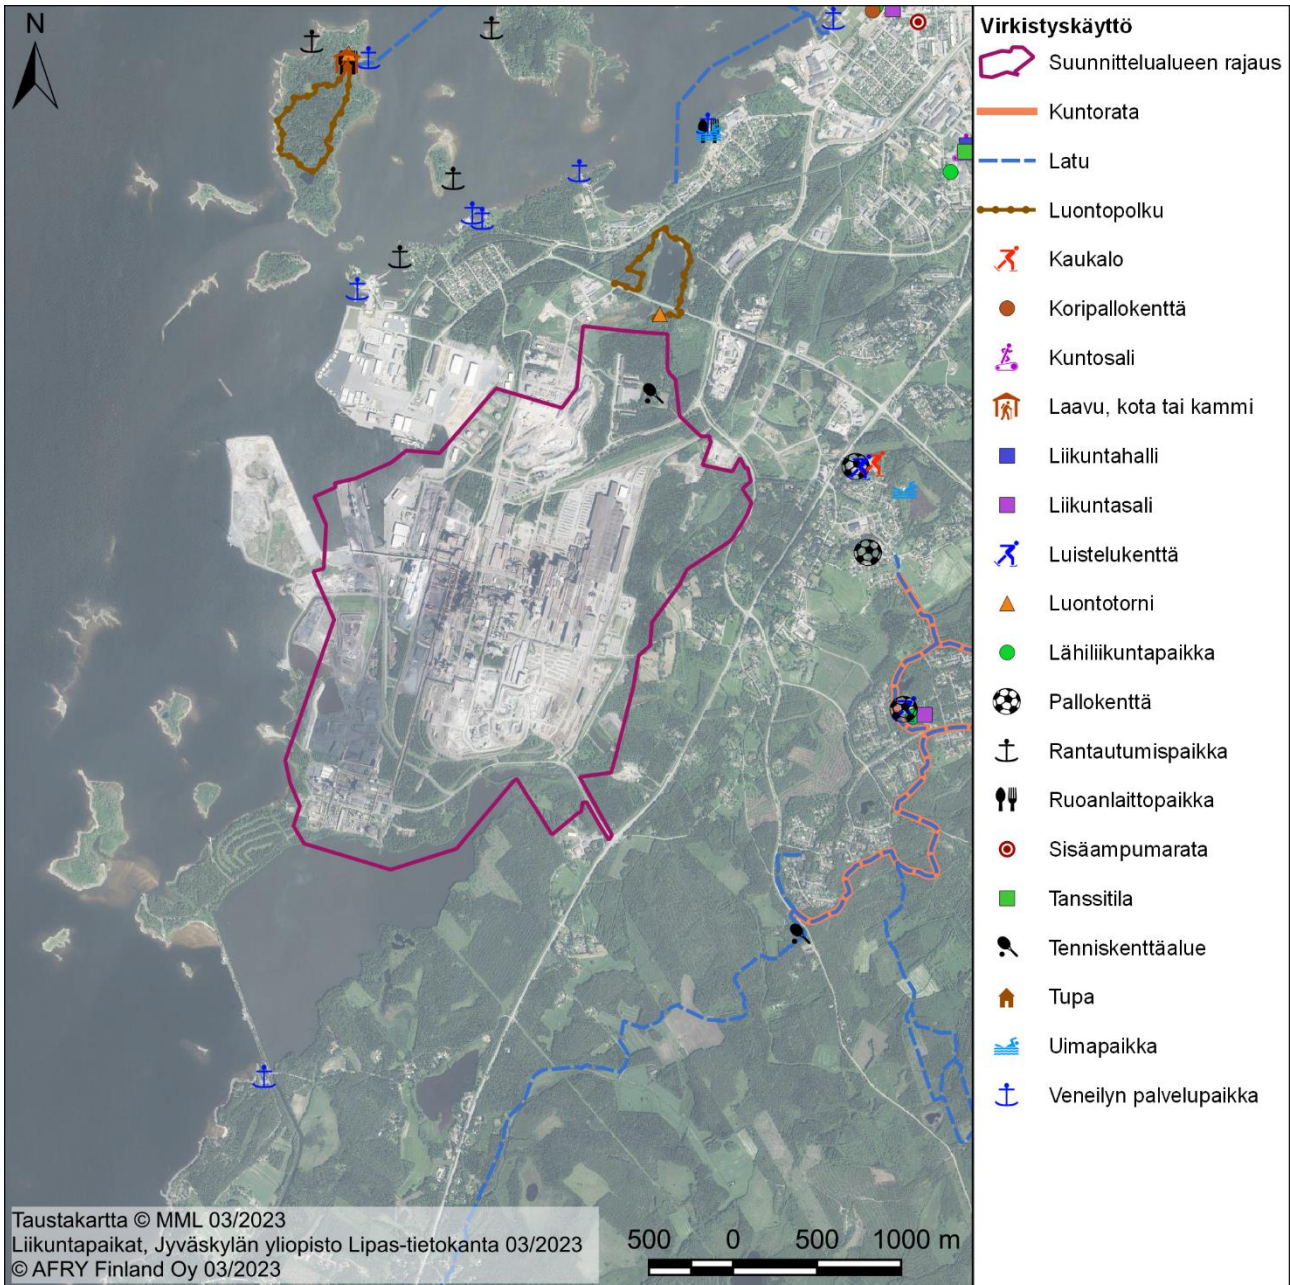 N
Virkistyskäyttö
Suunnittelualueen rajaus
Kuntorata
Latu
Luontopolku
Kaukalo
Koripallokenttä
Kuntosali
Laavu, kota tai kammi
Liikuntahalli
Liikuntasali
Luistelukenttä
Luontotorni
Lähiliikuntapaikka
Pallokenttä
Rantautumispaikka
Ruoanlaittopaikka
Sisäampumarata
Tanssitila
Tenniskenttäalue
Tupa
Uimapaikka
Veneilyn palvelupaikka
Taustakartta © MML 03/2023
Liikuntapaikat, Jyväskylän yliopisto Lipas-tietokanta 03/2023
© AFRY Finland Oy 03/2023
500 0 500 1000 m